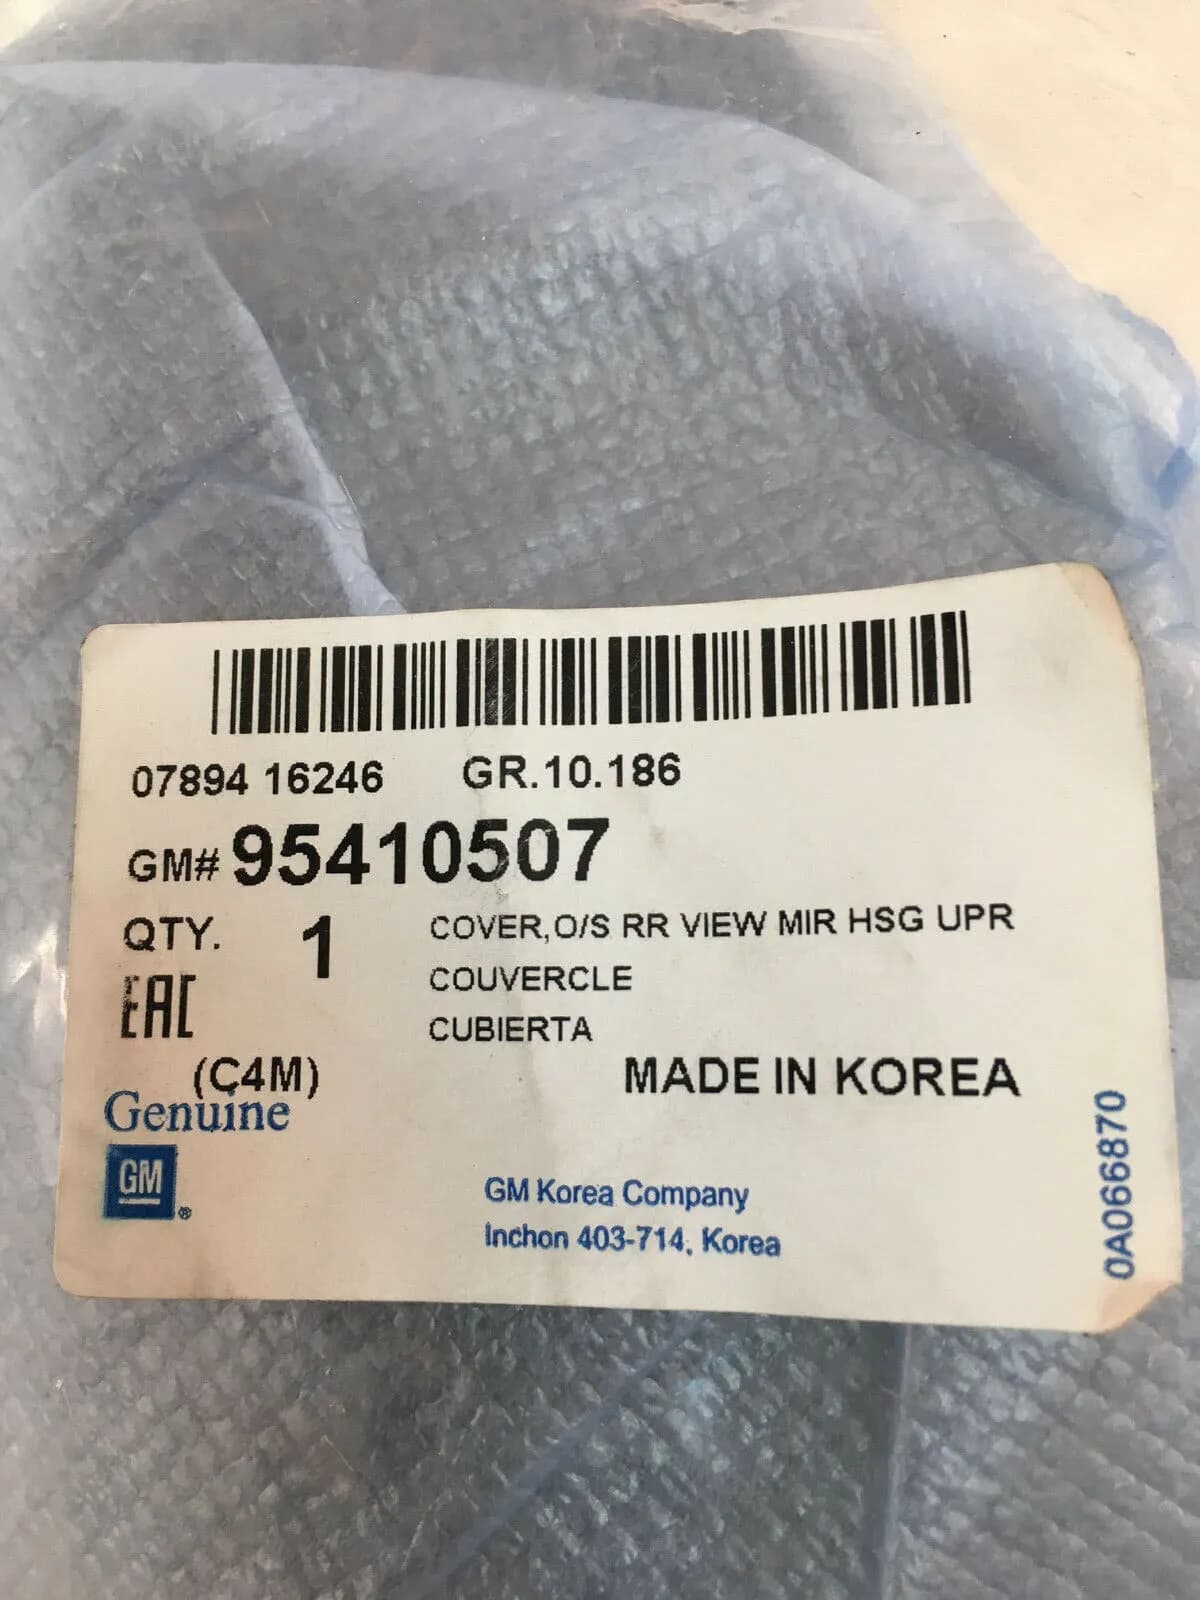 07894 16246 GR.10.186
GM# 95410507
QTY. 1 COVER,O/S RR VIEW MIR HSG UPR
COUVERCLE
EAC
CUBIERTA
(C4M) MADE IN KOREA
Genuine
GM ®
GM Korea Company
Inchon 403-714, Korea
0A066870